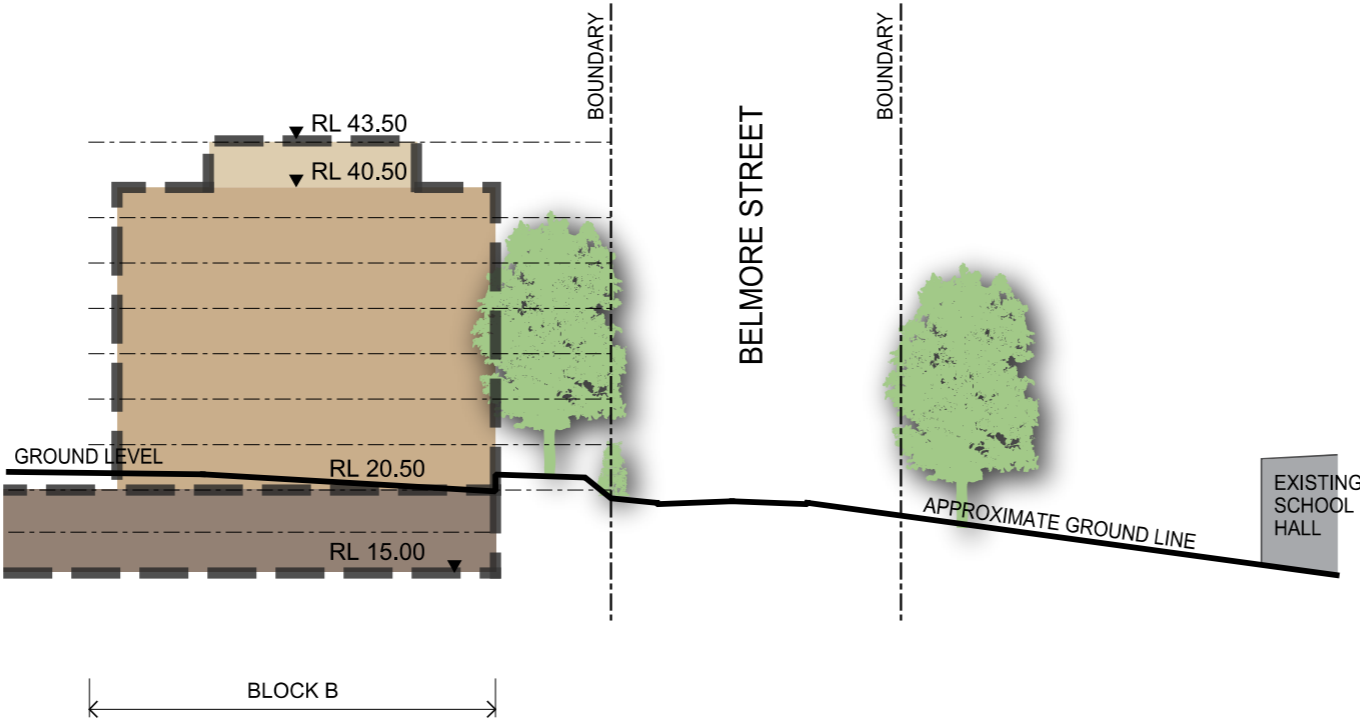 BOUNDARY
BOUNDARY
RL 43.50
RL 40.50
BELMORE STREET
GROUND LEVEL
RL 20.50
EXISTING
SCHOOL
HALL
APPROXIMATE GROUND LINE
RL 15.00
BLOCK B